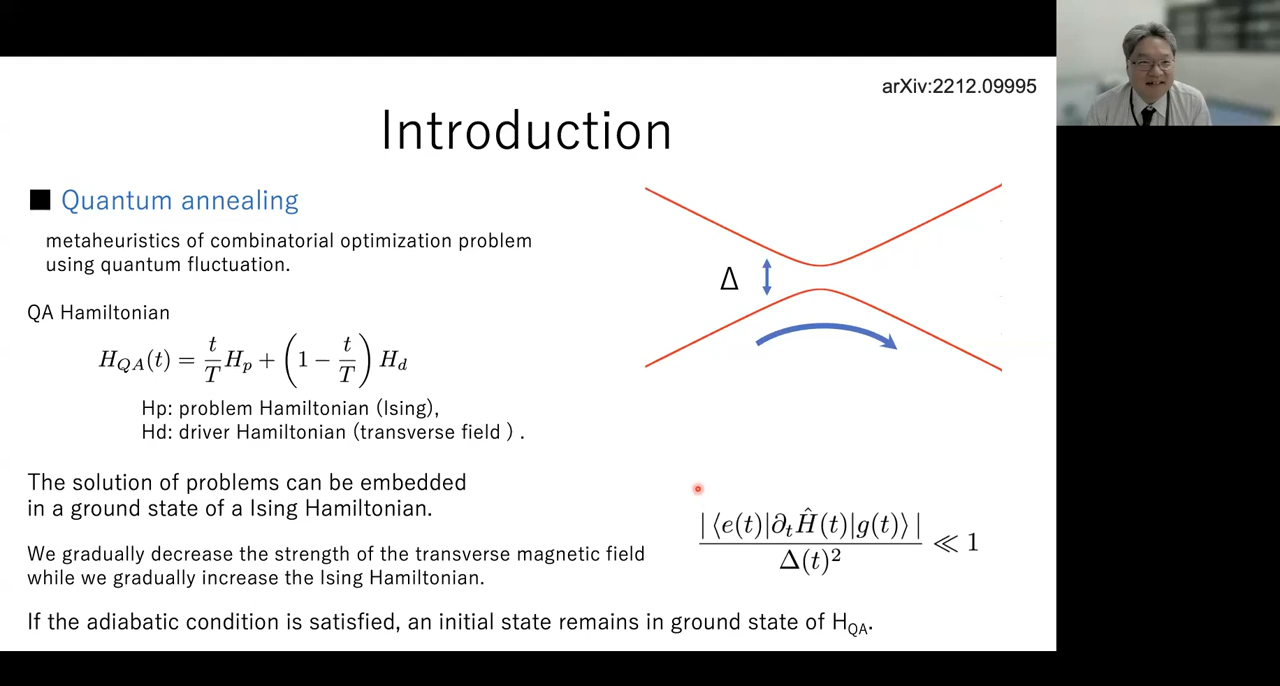 arXiv:2212.09995
Introduction
■ Quantum annealing
metaheuristics of combinatorial optimization problem
using quantum fluctuation.
QA Hamiltonian
H_{QA}(t) = \frac{t}{T} H_p + \left(1 - \frac{t}{T}\right) H_d
Hp: problem Hamiltonian (Ising),
Hd: driver Hamiltonian (transverse field ) .
Δ
The solution of problems can be embedded
in a ground state of a Ising Hamiltonian.
We gradually decrease the strength of the transverse magnetic field
while we gradually increase the Ising Hamiltonian.
\frac{| \langle e(t)|\partial_t \hat{H}(t)|g(t)\rangle |}{\Delta(t)^2} \ll 1
If the adiabatic condition is satisfied, an initial state remains in ground state of H_{QA}.